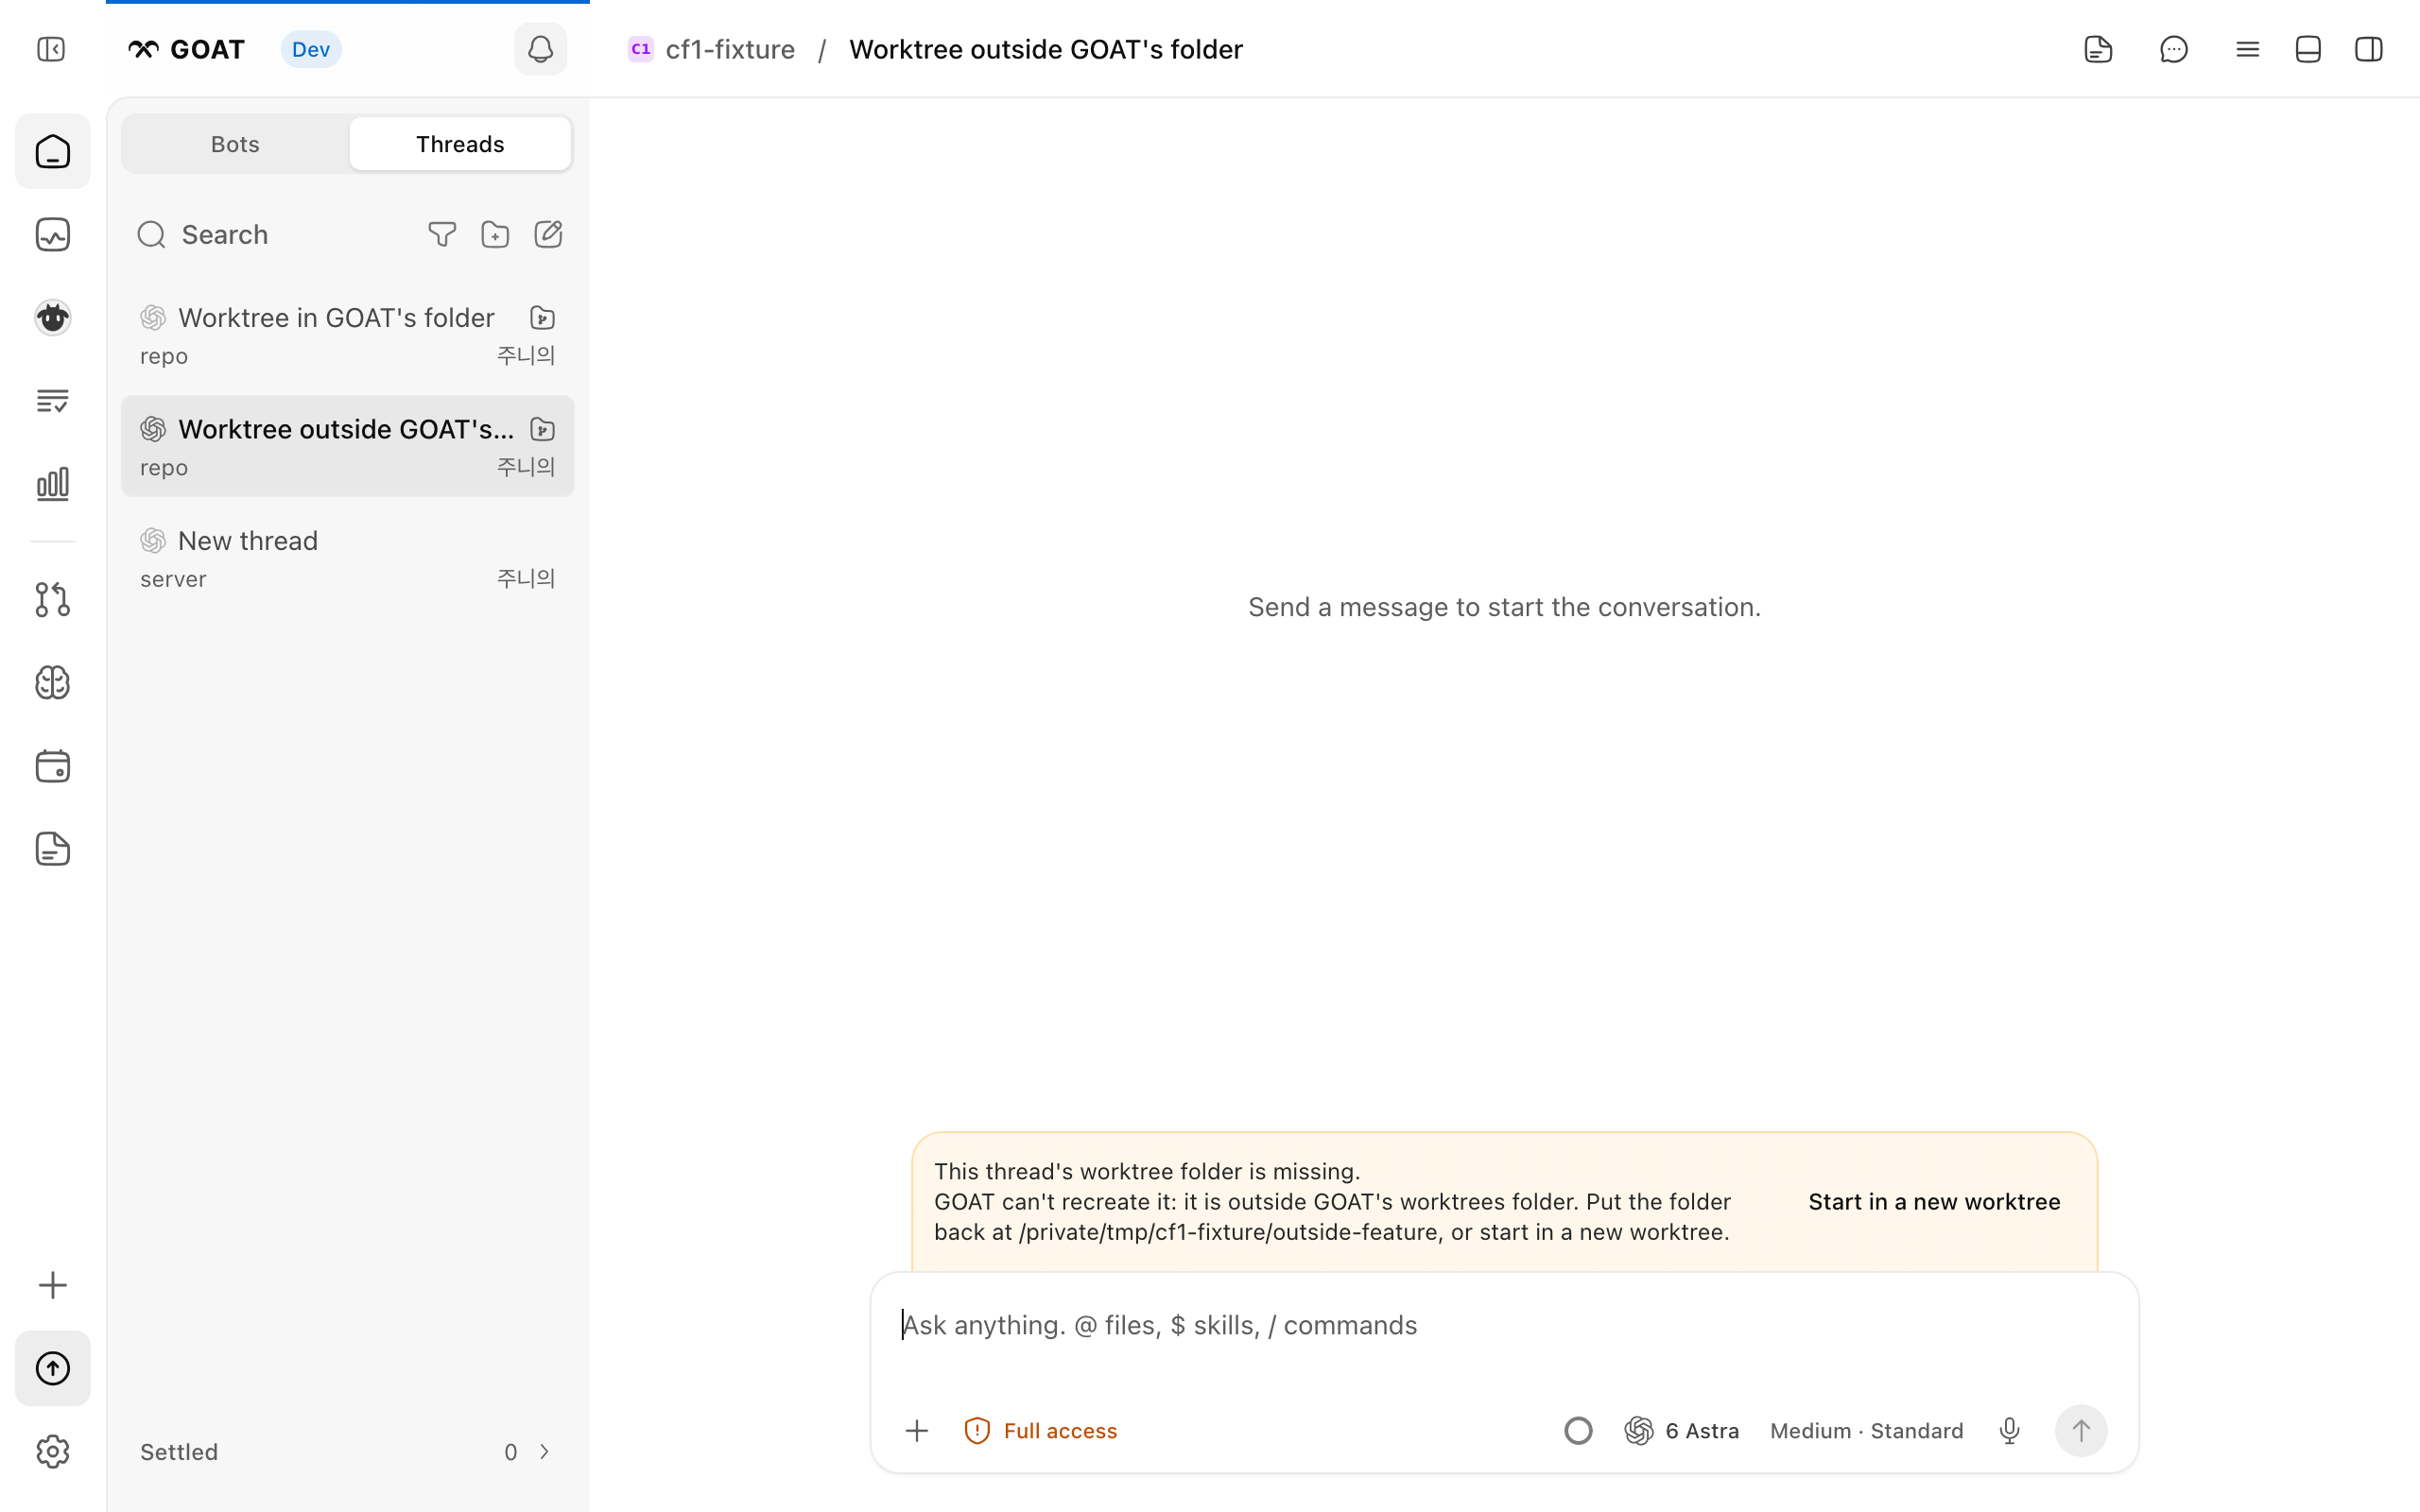 GOAT Dev
C1 cf1-fixture / Worktree outside GOAT's folder
Bots Threads
Search
Worktree in GOAT's folder
repo 주니의
Worktree outside GOAT's...
repo 주니의
New thread
server 주니의
Settled 0
Send a message to start the conversation.
This thread's worktree folder is missing.
GOAT can't recreate it: it is outside GOAT's worktrees folder. Put the folder
back at /private/tmp/cf1-fixture/outside-feature, or start in a new worktree.
Start in a new worktree
Ask anything. @ files, $ skills, / commands
Full access 6 Astra Medium · Standard